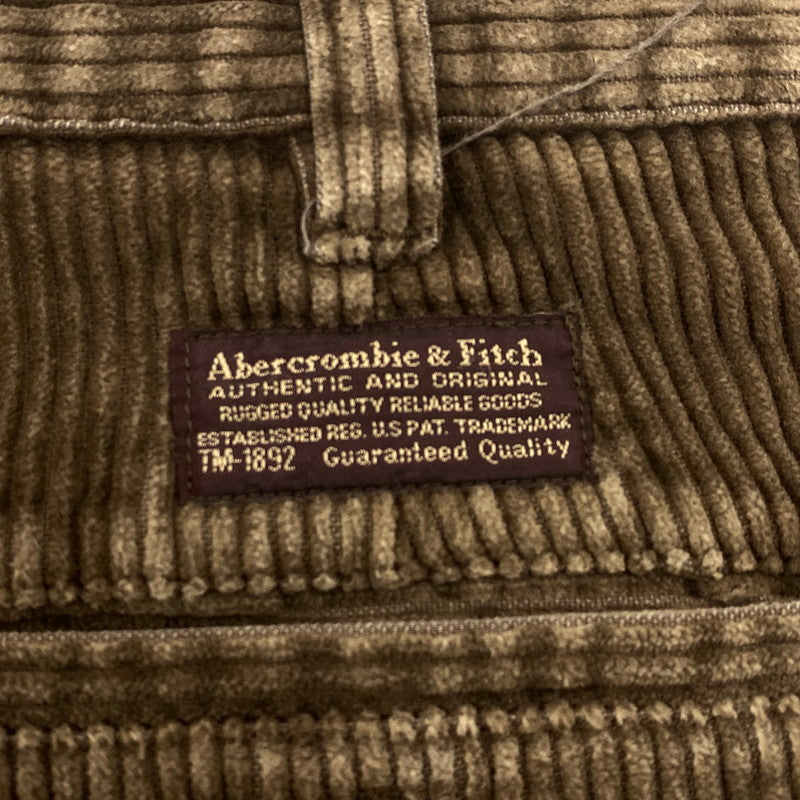 Abercrombie & Fitch
AUTHENTIC AND ORIGINAL
RUGGED QUALITY RELIABLE GOODS
ESTABLISHED REG. U.S PAT. TRADEMARK
TM-1892 Guaranteed Quality